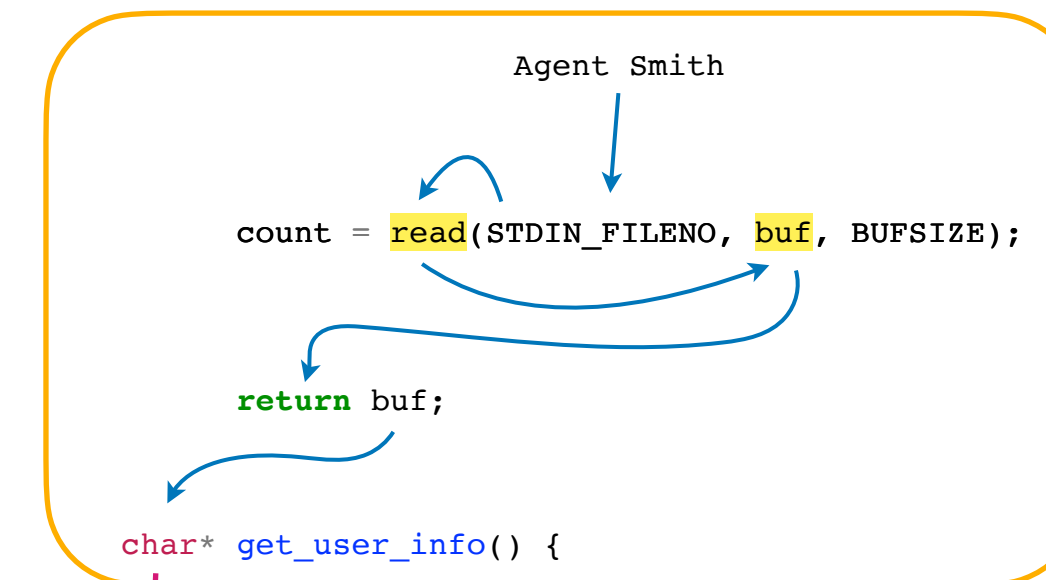 Agent Smith
count = read(STDIN_FILENO, buf, BUFSIZE);
return buf;
char* get_user_info() {